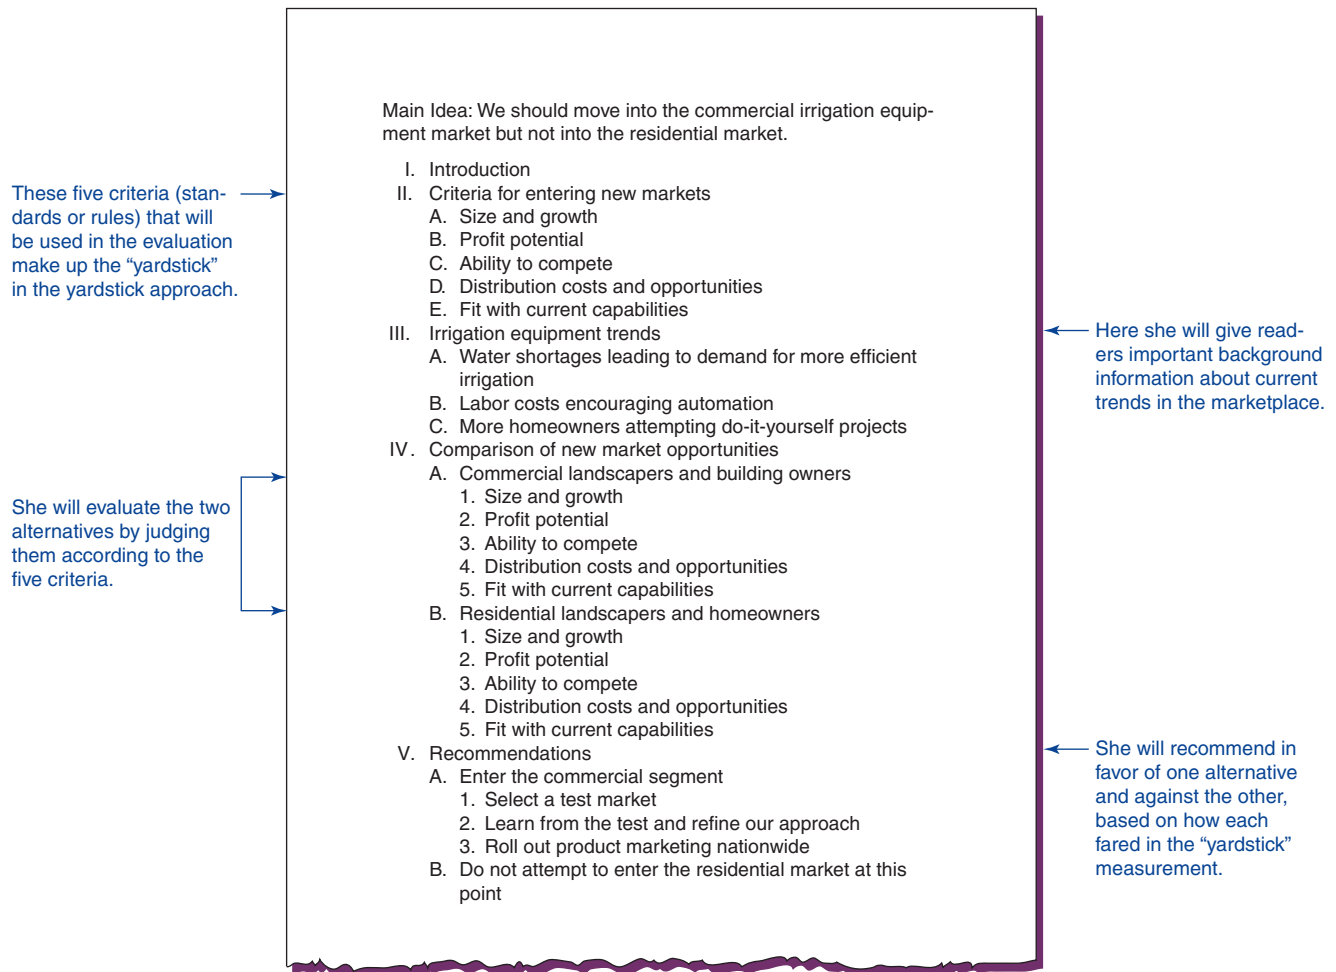 Main Idea: We should move into the commercial irrigation equip-
ment market but not into the residential market.
I. Introduction
II. Criteria for entering new markets
A. Size and growth
B. Profit potential
C. Ability to compete
D. Distribution costs and opportunities
E. Fit with current capabilities
III. Irrigation equipment trends
A. Water shortages leading to demand for more efficient
irrigation
B. Labor costs encouraging automation
C. More homeowners attempting do-it-yourself projects
IV. Comparison of new market opportunities
A. Commercial landscapers and building owners
1. Size and growth
2. Profit potential
3. Ability to compete
4. Distribution costs and opportunities
5. Fit with current capabilities
B. Residential landscapers and homeowners
1. Size and growth
2. Profit potential
3. Ability to compete
4. Distribution costs and opportunities
5. Fit with current capabilities
V. Recommendations
A. Enter the commercial segment
1. Select a test market
2. Learn from the test and refine our approach
3. Roll out product marketing nationwide
B. Do not attempt to enter the residential market at this
point
These five criteria (stan-
dards or rules) that will
be used in the evaluation
make up the “yardstick”
in the yardstick approach.
She will evaluate the two
alternatives by judging
them according to the
five criteria.
Here she will give read-
ers important background
information about current
trends in the marketplace.
She will recommend in
favor of one alternative
and against the other,
based on how each
fared in the “yardstick”
measurement.